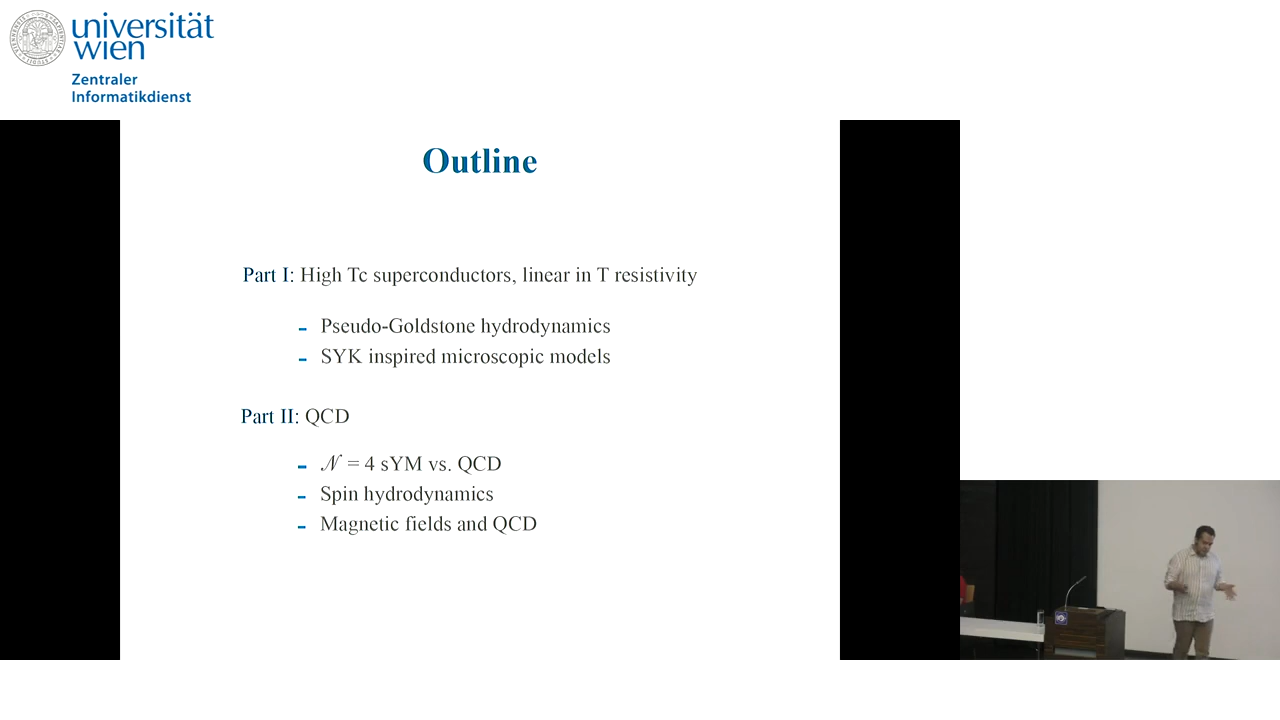 universität
wien
Zentraler
Informatikdienst
Outline
Part I: High Tc superconductors, linear in T resistivity
- Pseudo-Goldstone hydrodynamics
- SYK inspired microscopic models
Part II: QCD
- 𝒩 = 4 sYM vs. QCD
- Spin hydrodynamics
- Magnetic fields and QCD